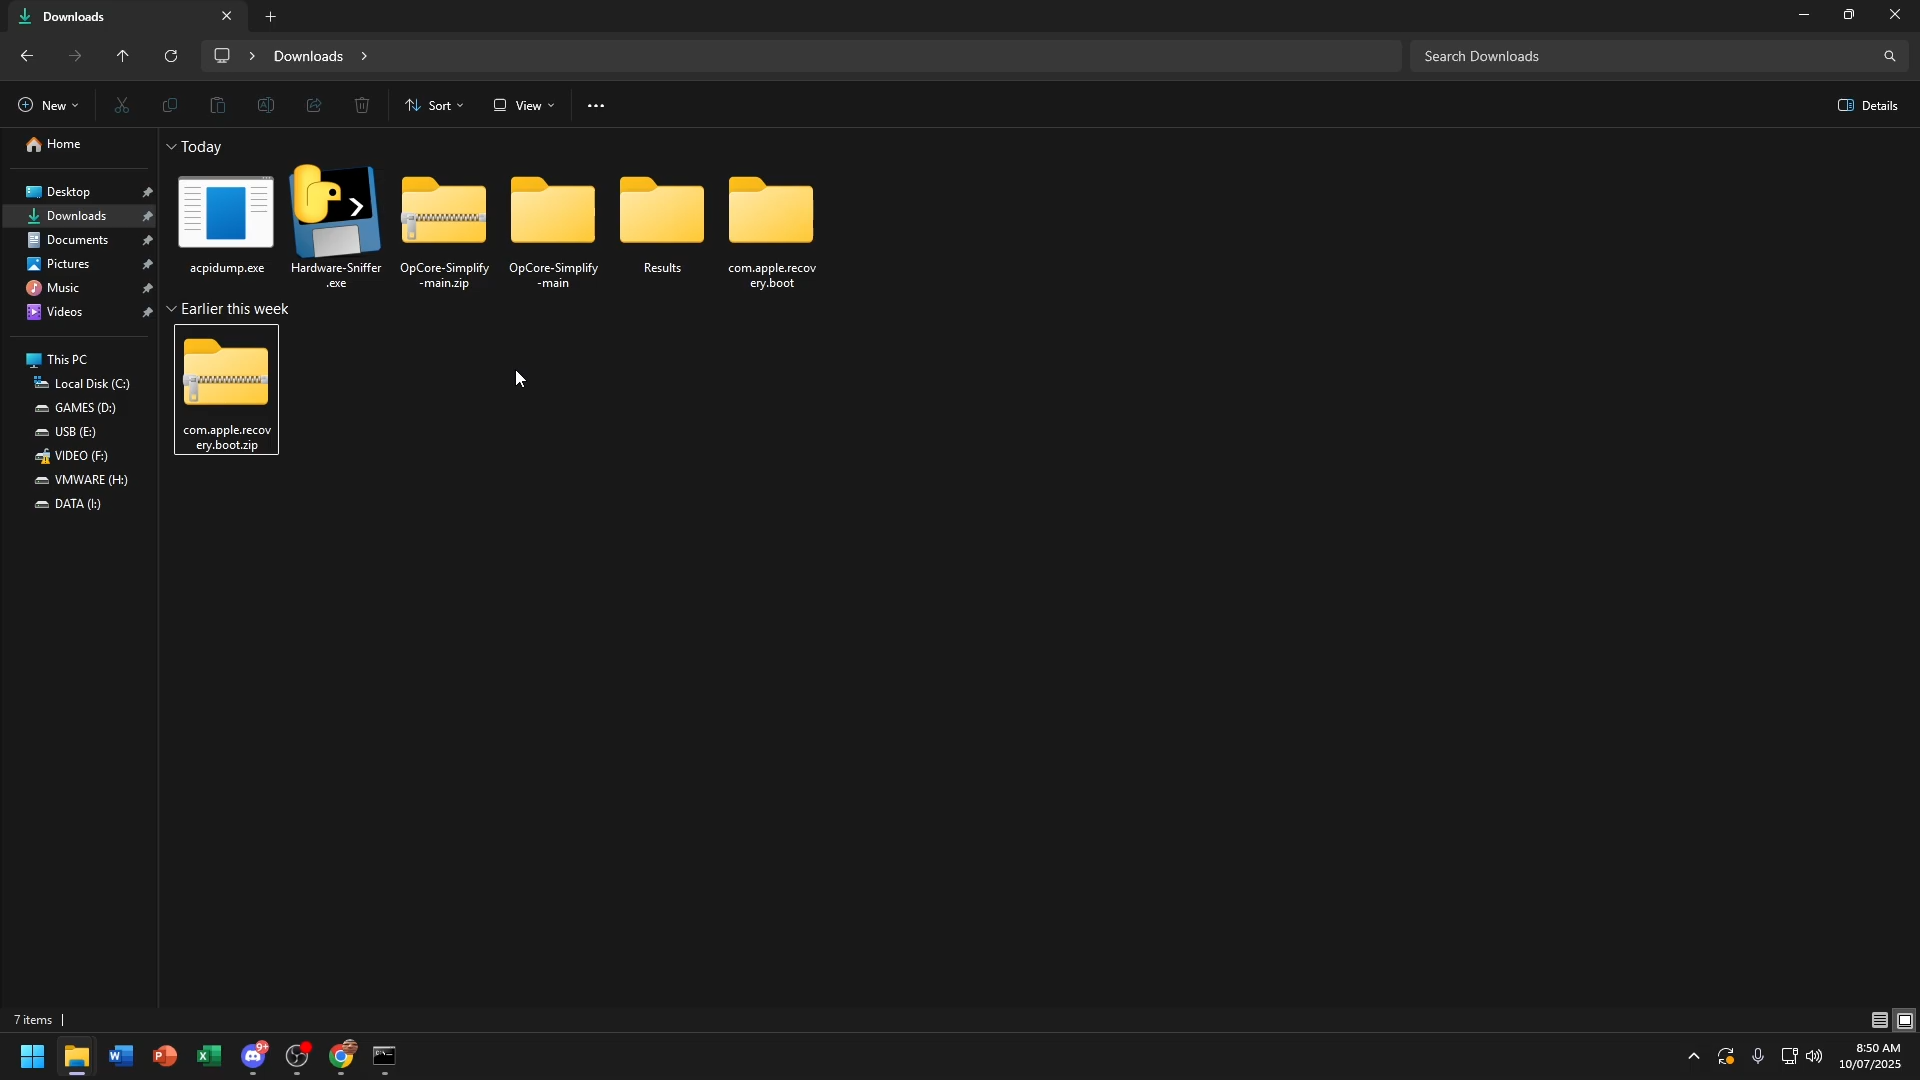 Downloads
Downloads
Search Downloads
New
Sort
View
Details
Home
Desktop
Downloads
Documents
Pictures
Music
Videos
This PC
Local Disk (C:)
GAMES (D:)
USB (E:)
VIDEO (F:)
VMWARE (H:)
DATA (I:)
Today
acpidump.exe
Hardware-Sniffer
.exe
OpCore-Simplify
-main.zip
OpCore-Simplify
-main
Results
com.apple.recov
ery.boot
Earlier this week
com.apple.recov
ery.boot.zip
7 items
9+
8:50 AM
10/07/2025